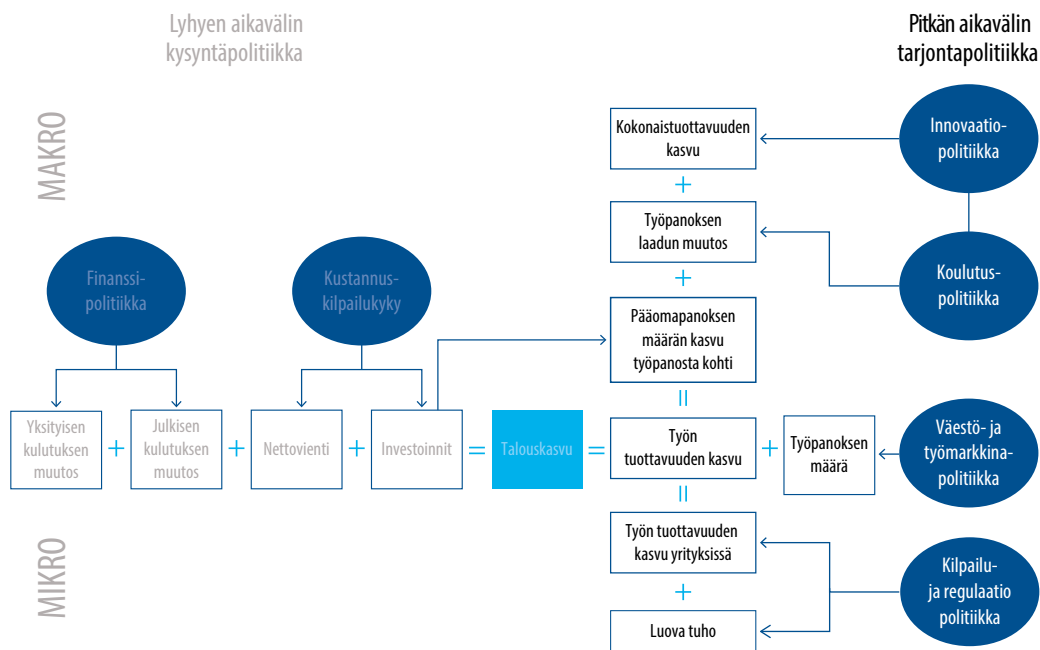 Lyhyen aikavälin
kysyntäpolitiikka
Pitkän aikavälin
tarjontapolitiikka
MAKRO
Kokonaistuottavuuden
kasvu
Innovaatio-
politiikka
+
Työpanoksen
laadun muutos
+
Koulutus-
politiikka
Finanssi-
politiikka
Kustannus-
kilpailukyky
Pääomapanoksen
määrän kasvu
työpanosta kohti
=
Yksityisen
kulutuksen
muutos
+
Julkisen
kulutuksen
muutos
+
Nettovienti
+
Investoinnit
=
Talouskasvu
=
Työn
tuottavuuden kasvu
+
Työpanoksen
määrä
Väestö- ja
työmarkkina-
politiikka
=
MIKRO
Työn tuottavuuden
kasvu yrityksissä
+
Luova tuho
Kilpailu-
ja regulaatio
politiikka